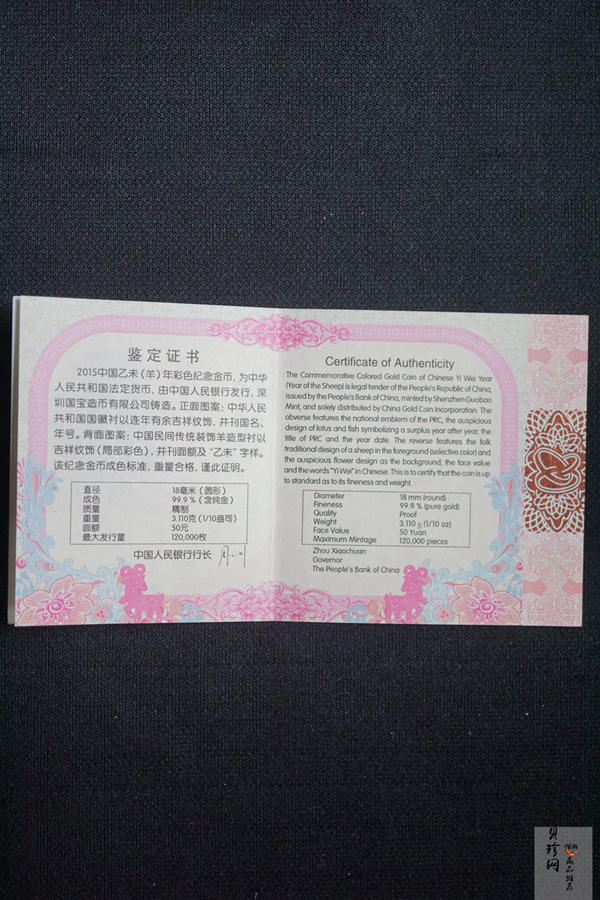 鉴定证书
2015中国乙未(羊)年彩色纪念金币，为中华
人民共和国法定货币，由中国人民银行发行，深
圳国宝造币有限公司铸造。正面图案：中华人民
共和国国徽衬以连年有余吉祥纹饰，并刊国名、
年号。背面图案：中国民间传统装饰羊造型衬以
吉祥纹饰(局部彩色)，并刊面额及“乙未”字样。
该纪念金币成色标准，重量合格，谨此证明。
直径 18毫米（圆形）
成色 99.9％（含纯金）
质量 精制
重量 3.110克(1/10盎司)
面额 50元
最大发行量 120,000枚
中国人民银行行长
Certificate of Authenticity
The Commemorative Colored Gold Coin of Chinese Yi Wei Year
(Year of the Sheep) is legal tender of the People's Republic of China,
issued by the People's Bank of China, minted by Shenzhen Guobao
Mint, and solely distributed by China Gold Coin Incorporation. The
obverse features the national emblem of the PRC, the auspicious
design of lotus and fish symbolizing a surplus year after year, the
title of PRC and the year date. The reverse features the folk
traditional design of a sheep in the foreground (selective color) and
the auspicious flower design as the background, the face value
and the words "Yi Wei" in Chinese. This is to certify that the coin is up
to standard as to its fineness and weight.
Diameter 18 mm (round)
Fineness 99.9 % (pure gold)
Quality Proof
Weight 3.110 g (1/10 oz)
Face Value 50 Yuan
Maximum Mintage 120,000 pieces
Zhou Xiaochuan
Governor
The People's Bank of China
贝珍网